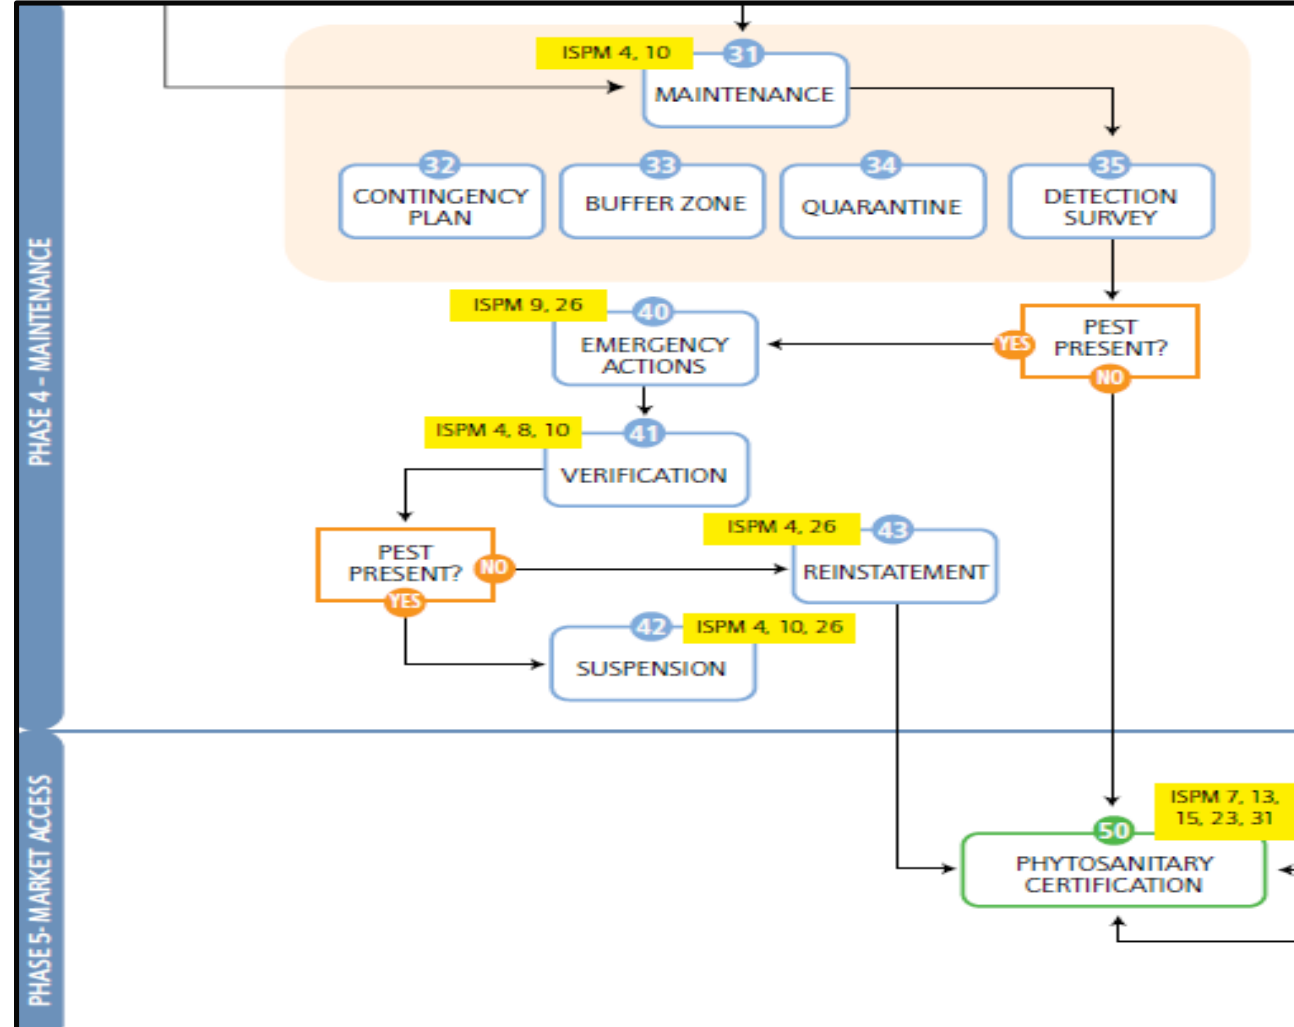 PHASE 4 – MAINTENANCE
ISPM 4, 10
31
MAINTENANCE
32
CONTINGENCY
PLAN
33
BUFFER ZONE
34
QUARANTINE
35
DETECTION
SURVEY
ISPM 9, 26
40
EMERGENCY
ACTIONS
PEST
PRESENT?
YES
NO
ISPM 4, 8, 10
41
VERIFICATION
PEST
PRESENT?
NO
YES
ISPM 4, 26
43
REINSTATEMENT
42
ISPM 4, 10, 26
SUSPENSION
PHASE 5- MARKET ACCESS
ISPM 7, 13,
15, 23, 31
50
PHYTOSANITARY
CERTIFICATION